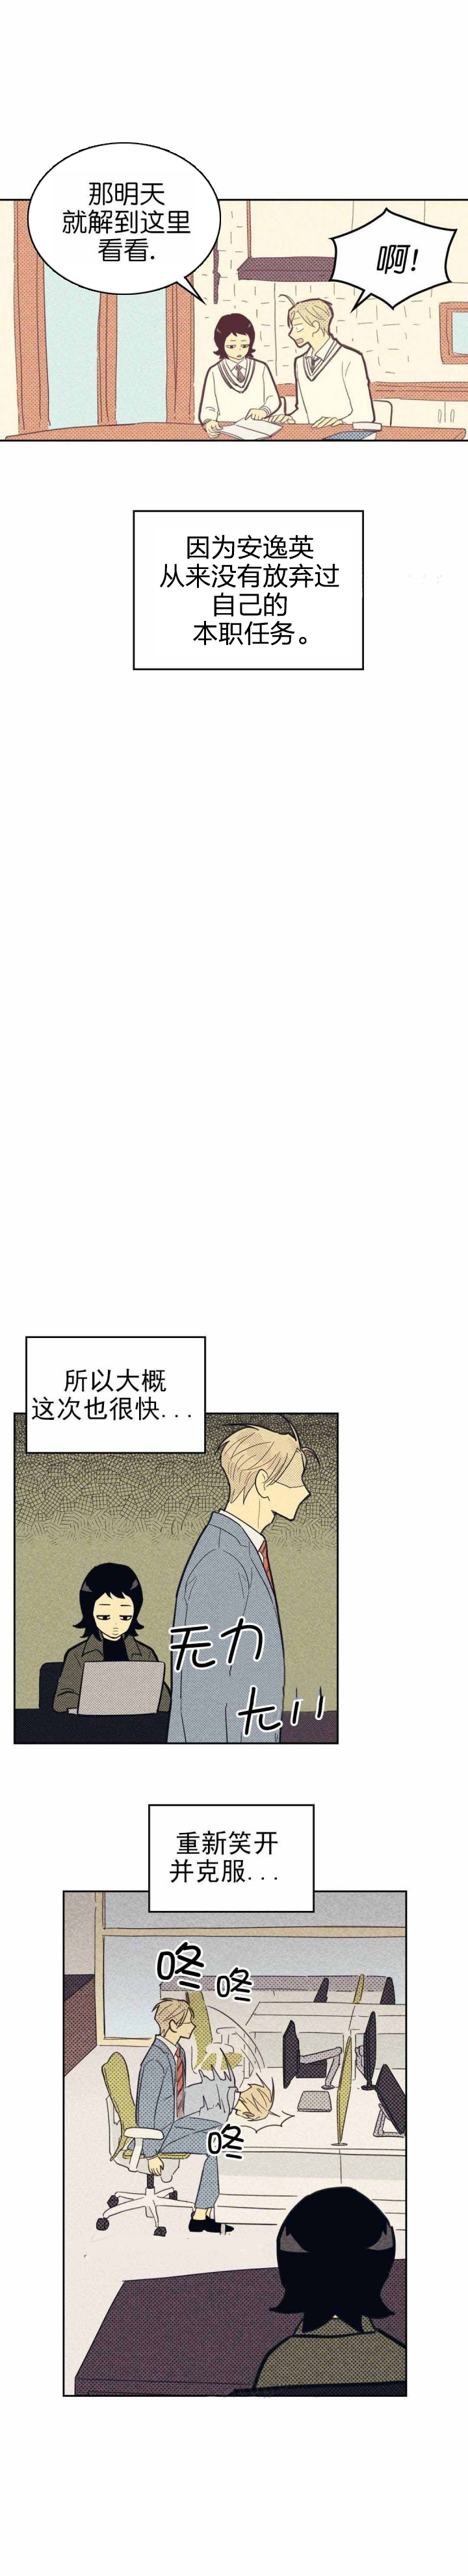 那明天
就解到这里
看看.
啊!
因为安逸英
从来没有放弃过
自己的
本职任务。
所以大概
这次也很快...
无力
重新笑开
并克服...
咚
咚
咚